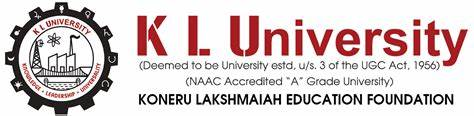 K L UNIVERSITY
KNOWLEDGE · LEADERSHIP · UNIVERSALITY
K L University
(Deemed to be University estd, u/s. 3 of the UGC Act, 1956)
(NAAC Accredited "A" Grade University)
KONERU LAKSHMAIAH EDUCATION FOUNDATION